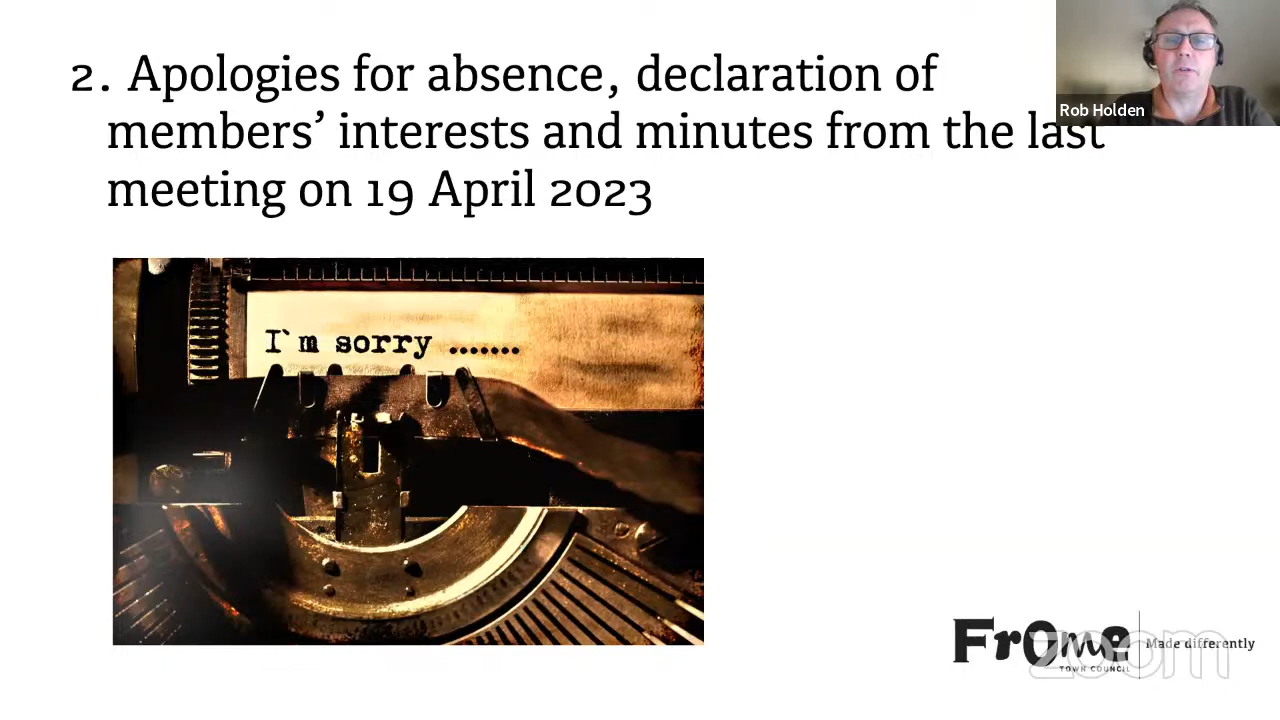 2. Apologies for absence, declaration of
members’ interests and minutes from the last
meeting on 19 April 2023
Rob Holden
I`m sorry .......
Frome
TOWN COUNCIL
Made differently
zoom